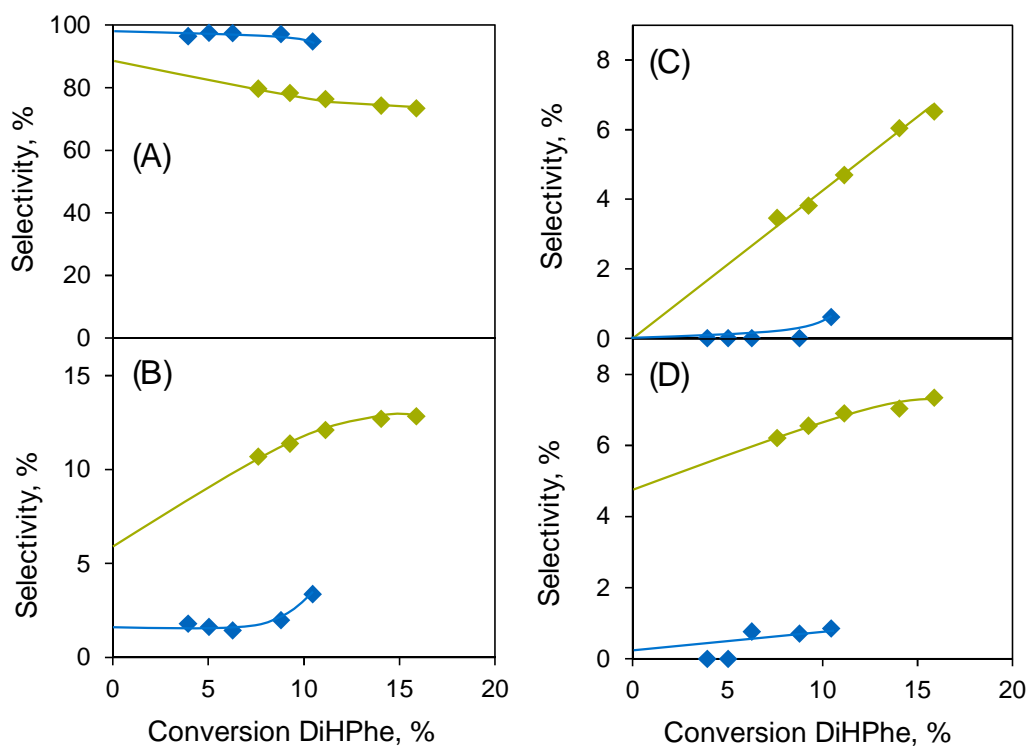 100
80
60
40
20
0
Selectivity, %
(A)
8
6
4
2
0
Selectivity, %
(C)
15
10
5
0
Selectivity, %
(B)
0 5 10 15 20
Conversion DiHPhe, %
8
6
4
2
0
Selectivity, %
(D)
0 5 10 15 20
Conversion DiHPhe, %